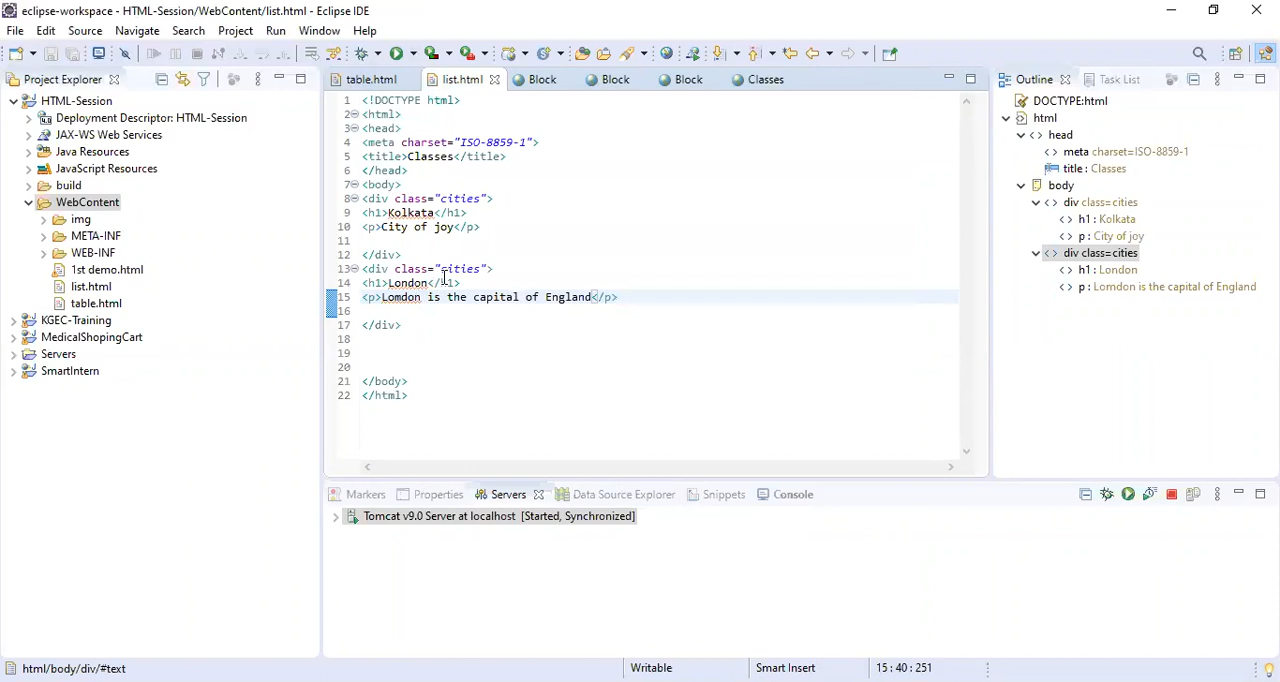 eclipse-workspace - HTML-Session/WebContent/list.html - Eclipse IDE
File Edit Source Refactor Navigate Search Project Run Window Help
Project Explorer
HTML-Session
Deployment Descriptor: HTML-Session
JAX-WS Web Services
Java Resources
JavaScript Resources
build
WebContent
img
META-INF
WEB-INF
1st demo.html
list.html
table.html
KGEC-Training
MedicalShopingCart
Servers
SmartIntern
table.html list.html Block Block Block Classes
1 <!DOCTYPE html>
2 <html>
3 <head>
4 <meta charset="ISO-8859-1">
5 <title>Classes</title>
6 </head>
7 <body>
8 <div class="cities">
9 <h1>Kolkata</h1>
10 <p>City of joy</p>
11
12 </div>
13 <div class="cities">
14 <h1>London</h1>
15 <p>Lomdon is the capital of England</p>
16
17 </div>
18
19
20
21 </body>
22 </html>
Outline Task List
DOCTYPE:html
html
head
meta charset=ISO-8859-1
title : Classes
body
div class=cities
h1 : Kolkata
p : City of joy
div class=cities
h1 : London
p : Lomdon is the capital of England
Markers Properties Servers Data Source Explorer Snippets Console
Tomcat v9.0 Server at localhost [Started, Synchronized]
html/body/div/#text Writable Smart Insert 15 : 40 : 251